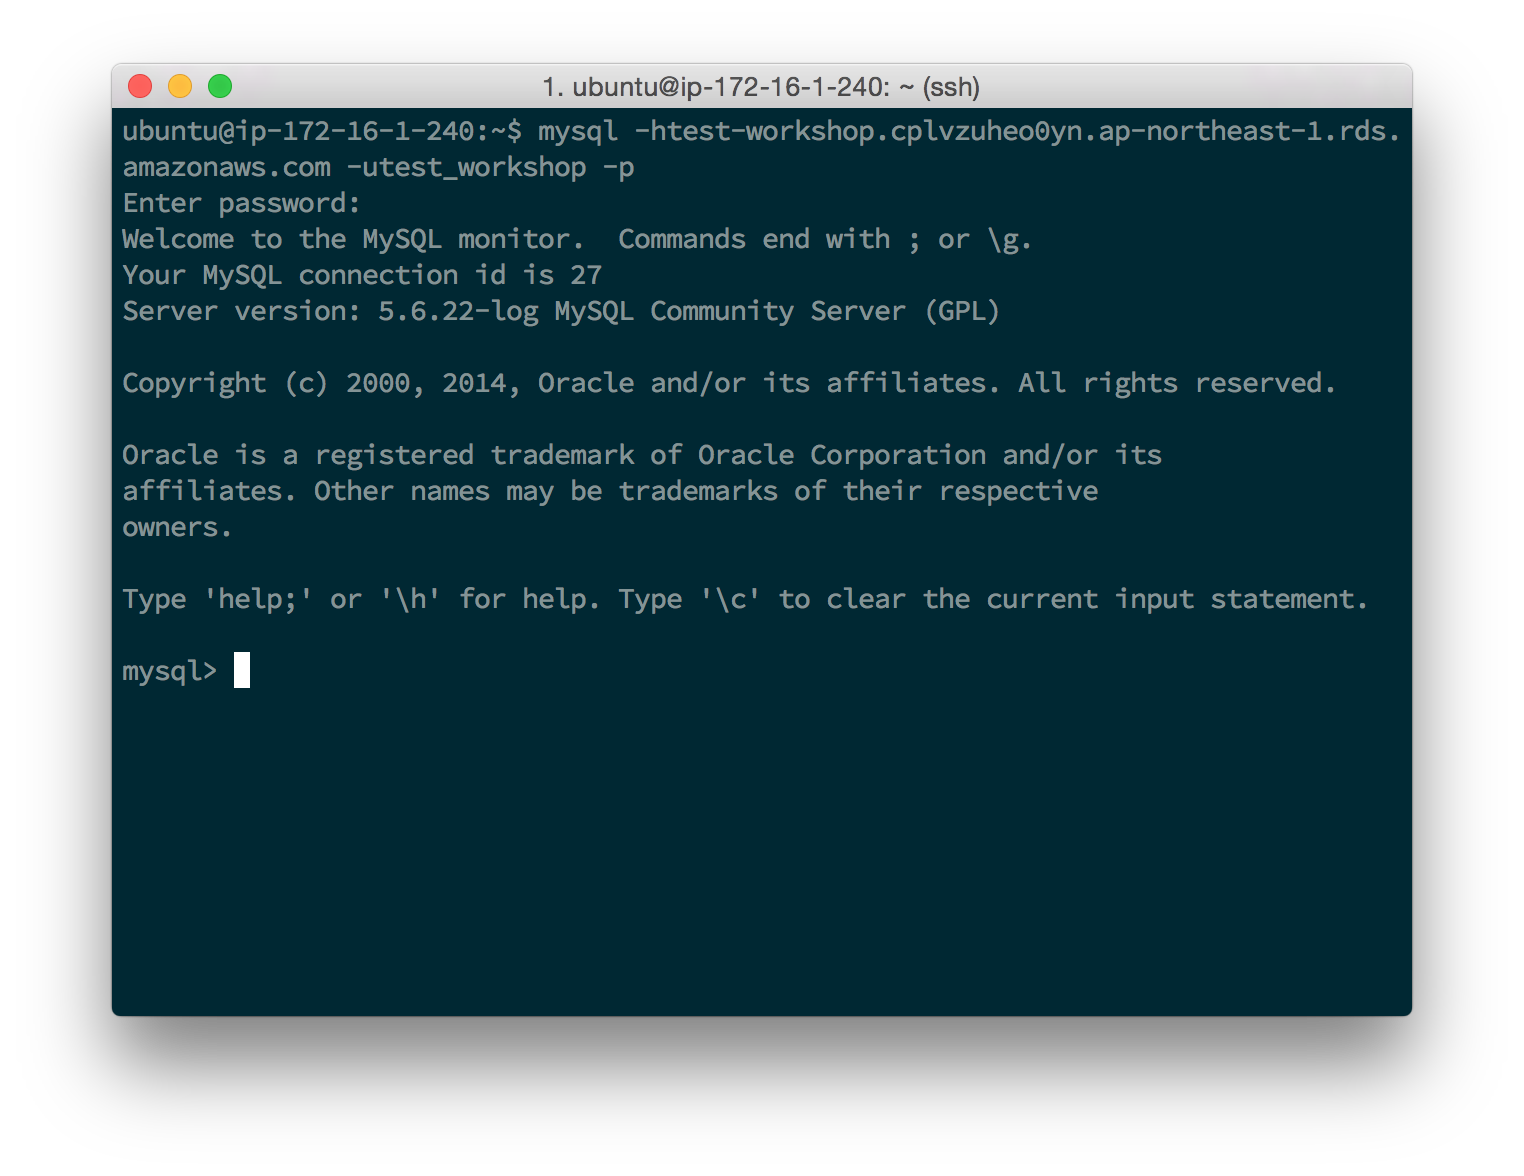 1. ubuntu@ip-172-16-1-240: ~ (ssh)
ubuntu@ip-172-16-1-240:~$ mysql -htest-workshop.cplvzuheo0yn.ap-northeast-1.rds.
amazonaws.com -utest_workshop -p
Enter password:
Welcome to the MySQL monitor.  Commands end with ; or \g.
Your MySQL connection id is 27
Server version: 5.6.22-log MySQL Community Server (GPL)
Copyright (c) 2000, 2014, Oracle and/or its affiliates. All rights reserved.
Oracle is a registered trademark of Oracle Corporation and/or its
affiliates. Other names may be trademarks of their respective
owners.
Type 'help;' or '\h' for help. Type '\c' to clear the current input statement.
mysql>